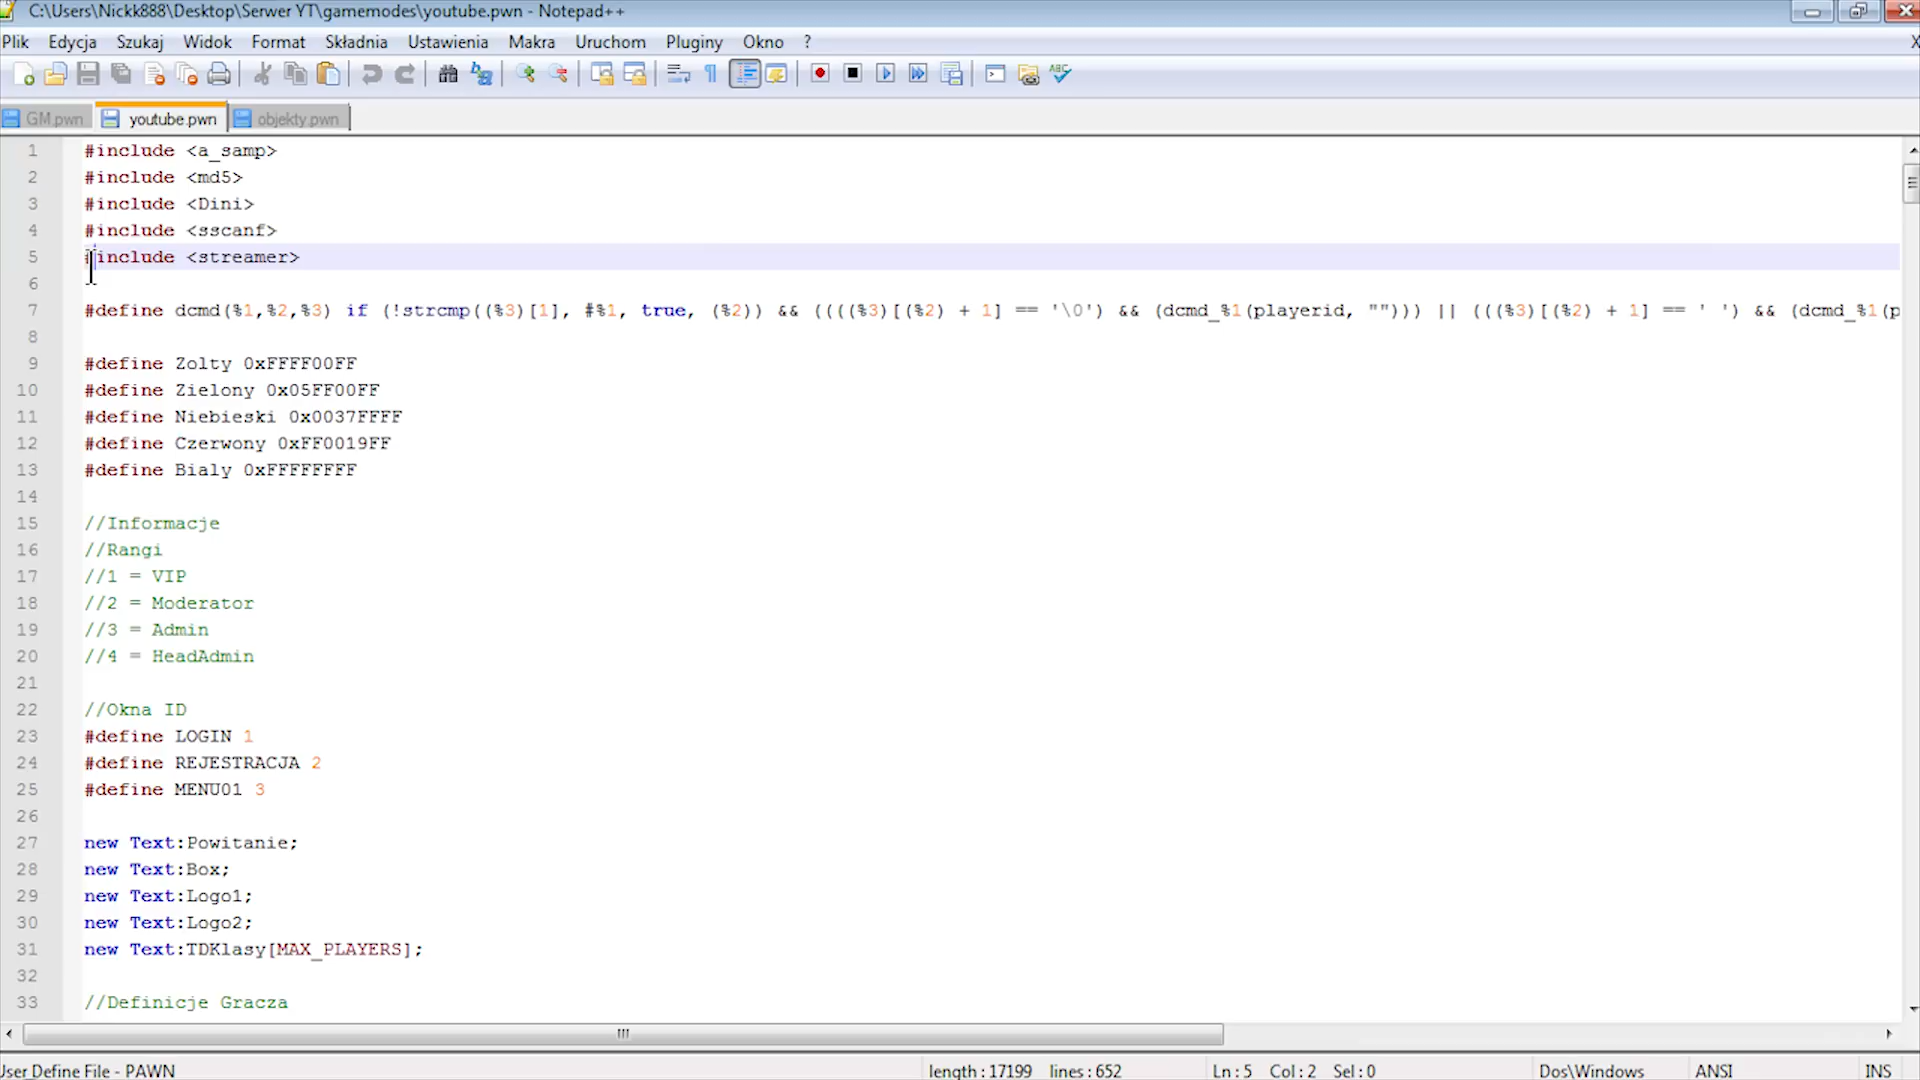 C:\Users\Nickk888\Desktop\Serwer YT\gamemodes\youtube.pwn - Notepad++
Plik Edycja Szukaj Widok Format Składnia Ustawienia Makra Uruchom Pluginy Okno ? X
GM.pwn youtube.pwn objekty.pwn
1 #include <a_samp>
2 #include <md5>
3 #include <Dini>
4 #include <sscanf>
5 #include <streamer>
6
7 #define dcmd(%1,%2,%3) if (!strcmp((%3)[1], #%1, true, (%2)) && ((((%3)[(%2) + 1] == '\0') && (dcmd_%1(playerid, ""))) || (((%3)[(%2) + 1] == ' ') && (dcmd_%1(p
8
9 #define Zolty 0xFFFF00FF
10 #define Zielony 0x05FF00FF
11 #define Niebieski 0x0037FFFF
12 #define Czerwony 0xFF0019FF
13 #define Bialy 0xFFFFFFFF
14
15 //Informacje
16 //Rangi
17 //1 = VIP
18 //2 = Moderator
19 //3 = Admin
20 //4 = HeadAdmin
21
22 //Okna ID
23 #define LOGIN 1
24 #define REJESTRACJA 2
25 #define MENU01 3
26
27 new Text:Powitanie;
28 new Text:Box;
29 new Text:Logo1;
30 new Text:Logo2;
31 new Text:TDKlasy[MAX_PLAYERS];
32
33 //Definicje Gracza
User Define File - PAWN length : 17199 lines : 652 Ln : 5 Col : 2 Sel : 0 Dos\Windows ANSI INS